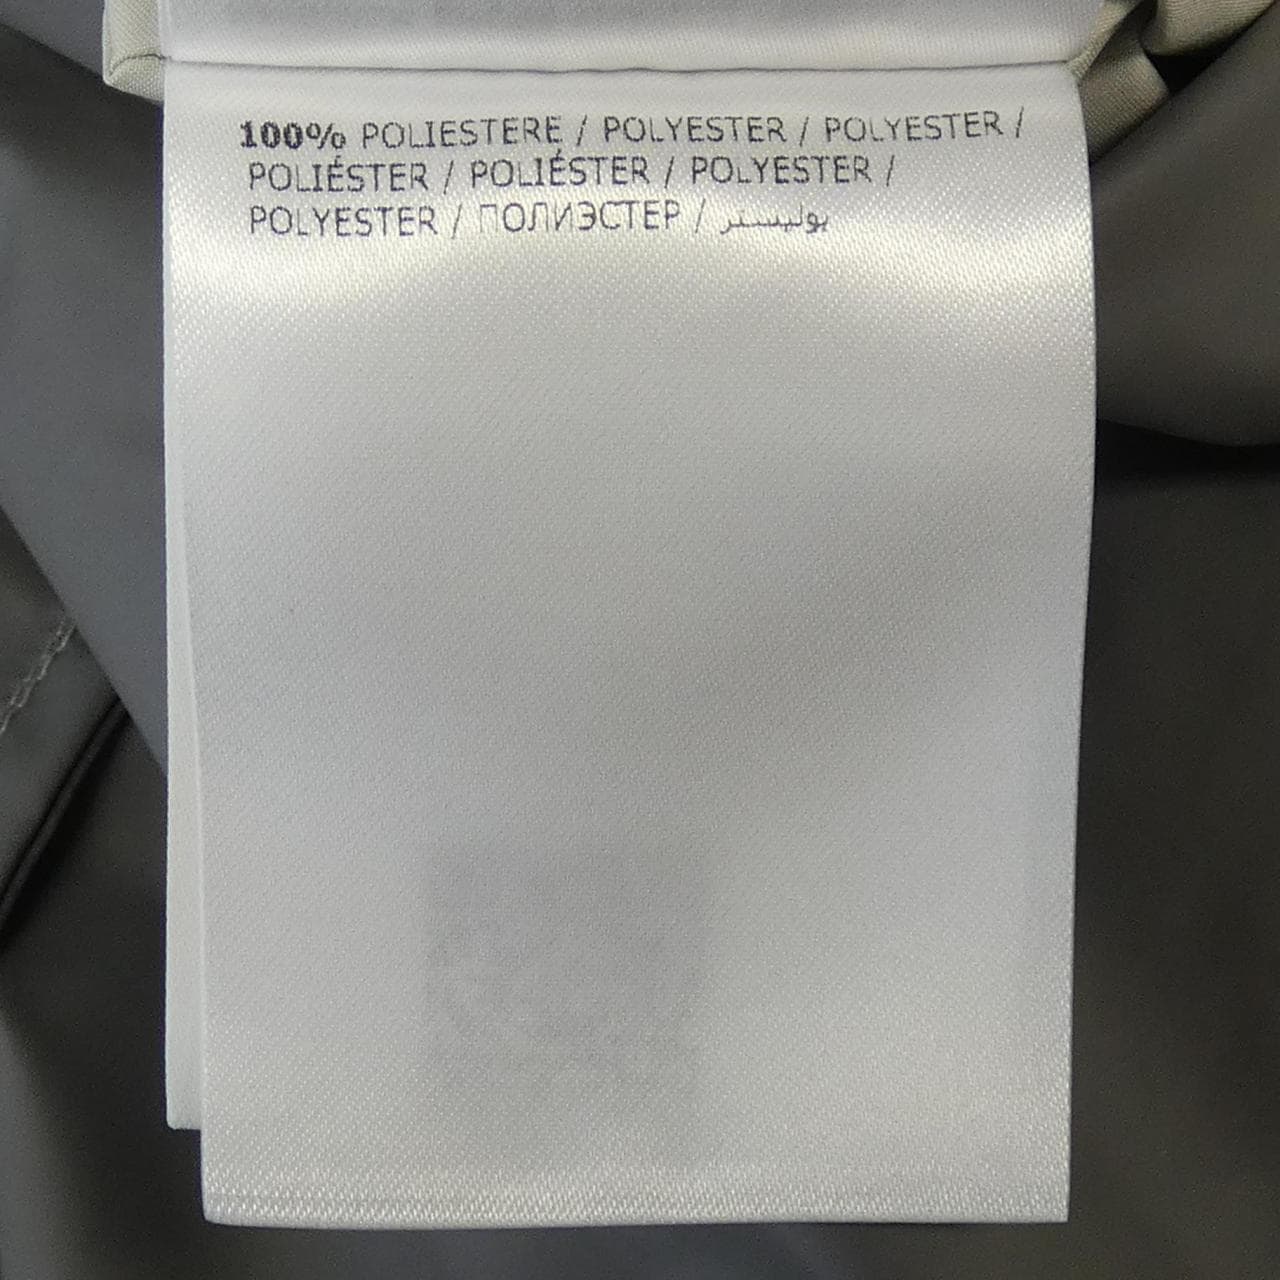 100% POLIESTERE / POLYESTER / POLYESTER /
POLIÉSTER / POLIÉSTER / POLYESTER /
POLYESTER / ПОЛИЭСТЕР / بوليستر